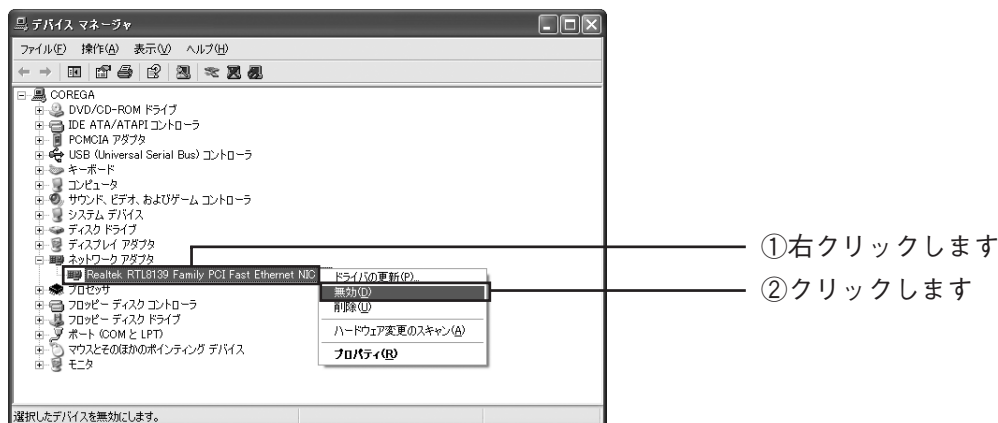 デバイス マネージャ
ファイル(F) 操作(A) 表示(V) ヘルプ(H)
COREGA
DVD/CD-ROM ドライブ
IDE ATA/ATAPI コントローラ
PCMCIA アダプタ
USB (Universal Serial Bus) コントローラ
キーボード
コンピュータ
サウンド、ビデオ、およびゲーム コントローラ
システム デバイス
ディスク ドライブ
ディスプレイ アダプタ
ネットワーク アダプタ
Realtek RTL8139 Family PCI Fast Ethernet NIC
プロセッサ
フロッピー ディスク コントローラ
フロッピー ディスク ドライブ
ポート (COM と LPT)
マウスとそのほかのポインティング デバイス
モニタ
ドライバの更新(P)...
無効(D)
削除(U)
ハードウェア変更のスキャン(A)
プロパティ(R)
選択したデバイスを無効にします。
①右クリックします
②クリックします